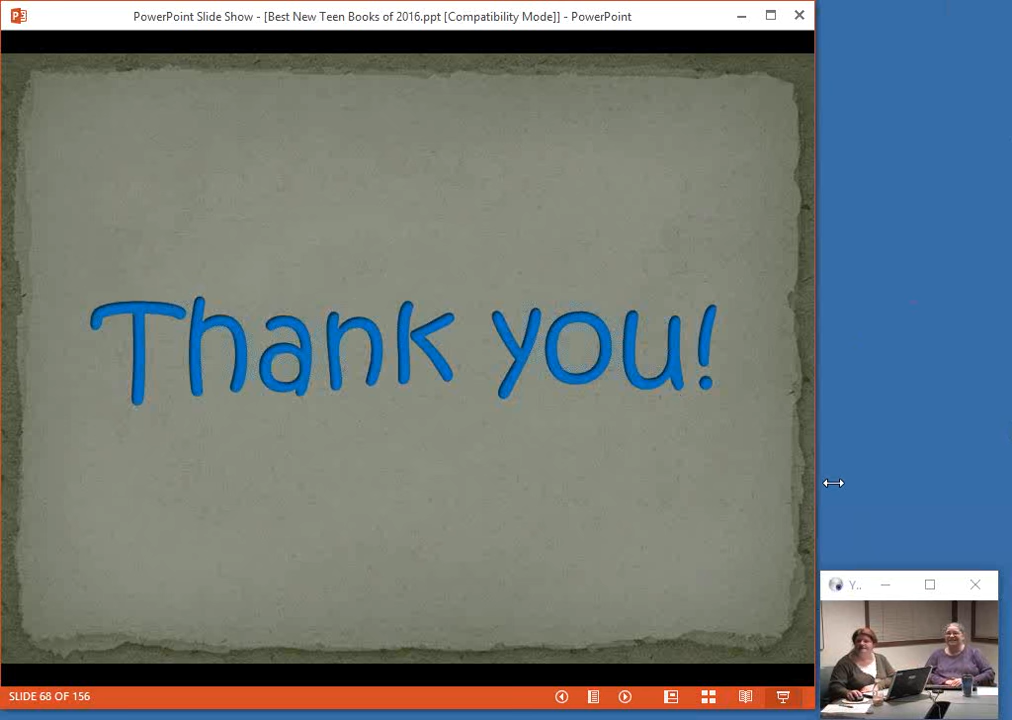 PowerPoint Slide Show - [Best New Teen Books of 2016.ppt [Compatibility Mode]] - PowerPoint
Thank you!
Y..
SLIDE 68 OF 156